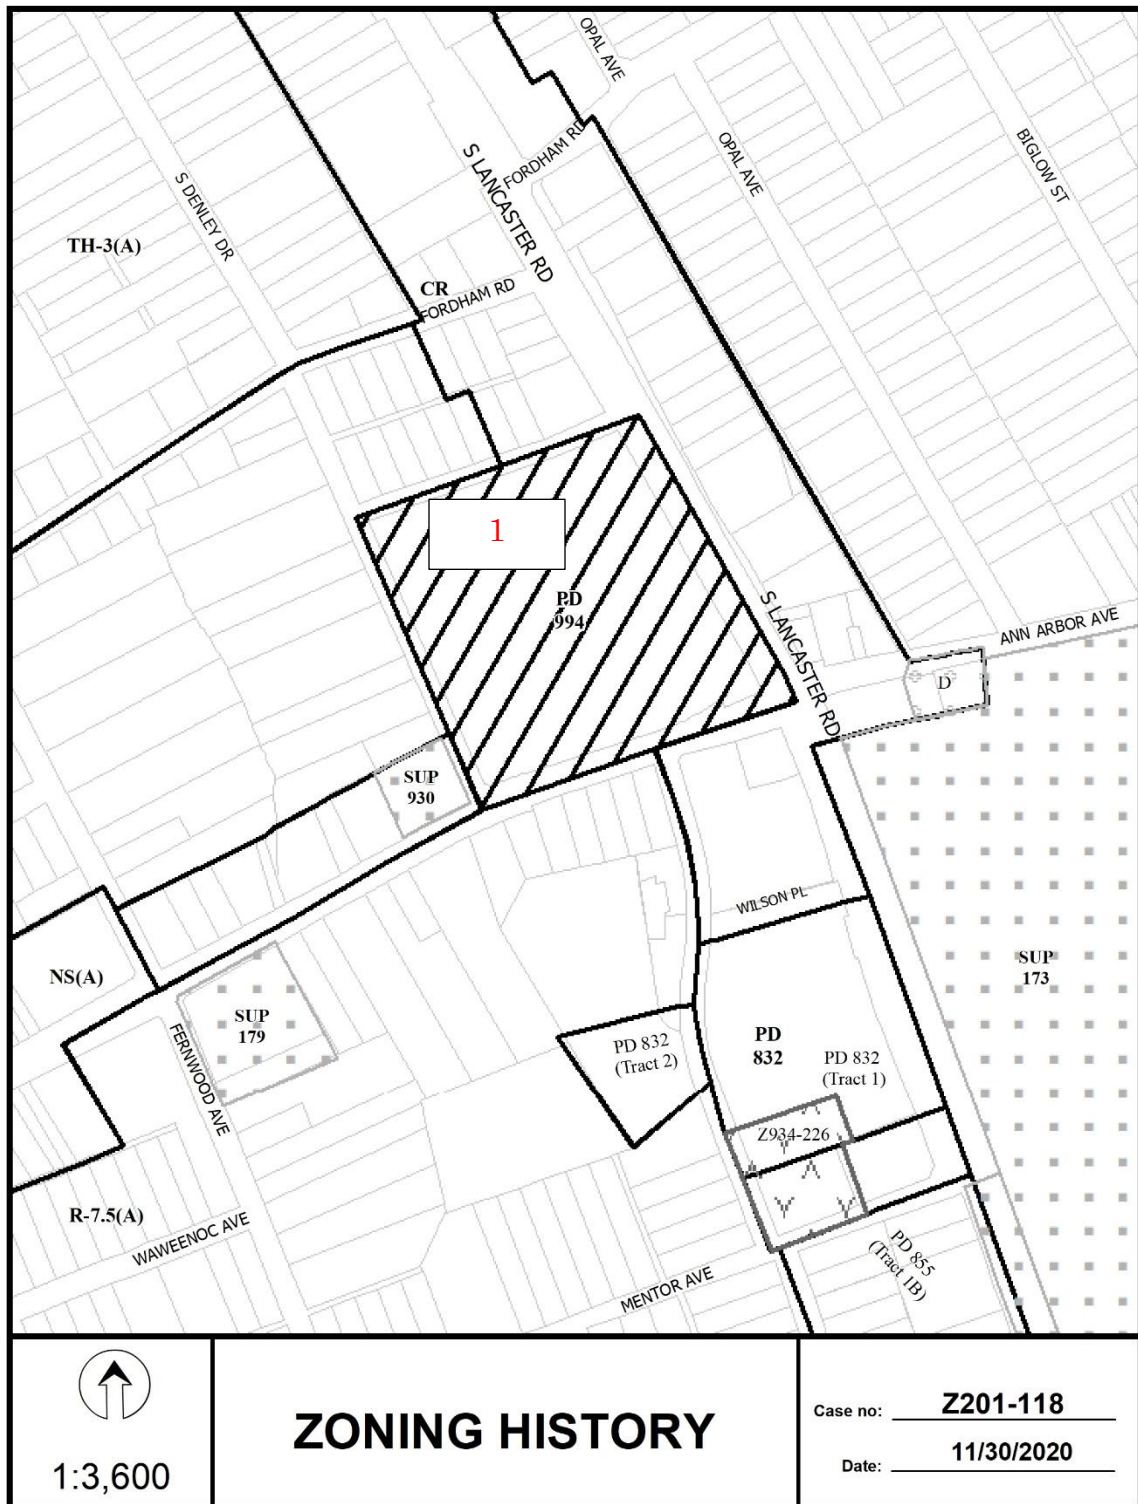 OPAL AVE
FORDHAM RD
S LANCASTER RD
OPAL AVE
BIGLOW ST
S DENLEY DR
TH-3(A)
CR
FORDHAM RD
1
PD
994
S LANCASTER RD
ANN ARBOR AVE
D
SUP
930
WILSON PL
NS(A)
SUP
179
SUP
173
FERNWOOD AVE
PD 832
(Tract 2)
PD
832
PD 832
(Tract 1)
Z934-226
R-7.5(A)
WAWEENOC AVE
MENTOR AVE
PD 855
(Tract 1B)
1:3,600
ZONING HISTORY
Case no: Z201-118
Date: 11/30/2020